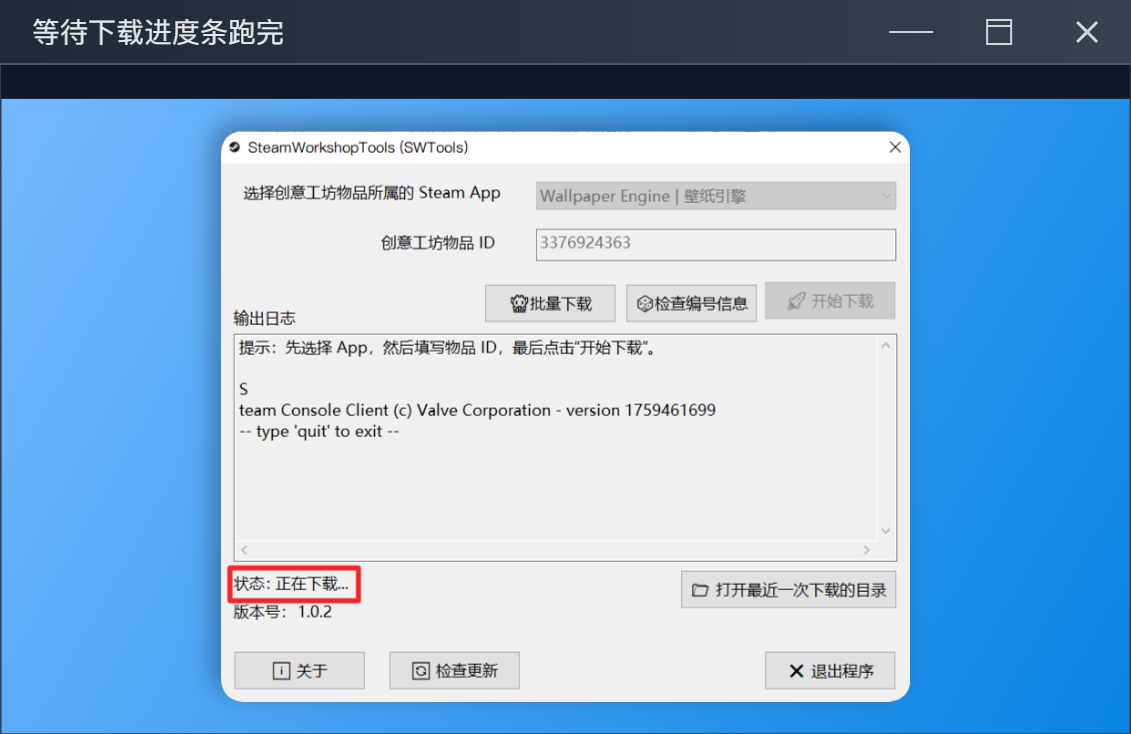 等待下载进度条跑完
SteamWorkshopTools (SWTools)
选择创意工坊物品所属的 Steam App
Wallpaper Engine | 壁纸引擎
创意工坊物品 ID
3376924363
批量下载
检查编号信息
开始下载
输出日志
提示：先选择 App，然后填写物品 ID，最后点击“开始下载”。
S
team Console Client (c) Valve Corporation - version 1759461699
-- type 'quit' to exit --
状态：正在下载...
打开最近一次下载的目录
版本号： 1.0.2
关于
检查更新
退出程序